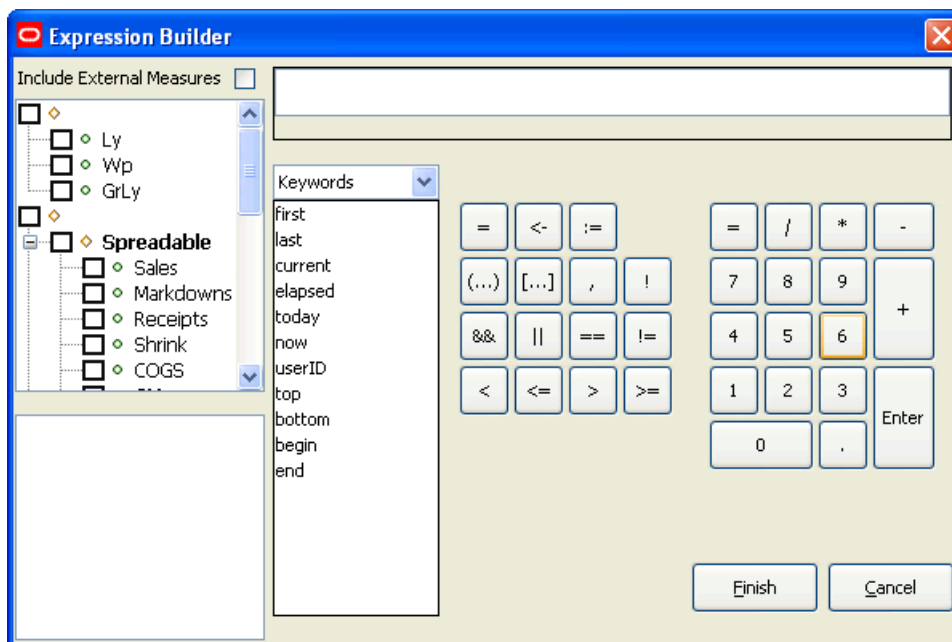 Expression Builder
Include External Measures
Ly
Wp
GrLy
Spreadable
Sales
Markdowns
Receipts
Shrink
COGS
Keywords
first
last
current
elapsed
today
now
userID
top
bottom
begin
end
= <- :=
(...) [...] , !
&& || == !=
< <= > >=
= / * -
7 8 9 +
4 5 6
1 2 3 Enter
0 .
Finish Cancel